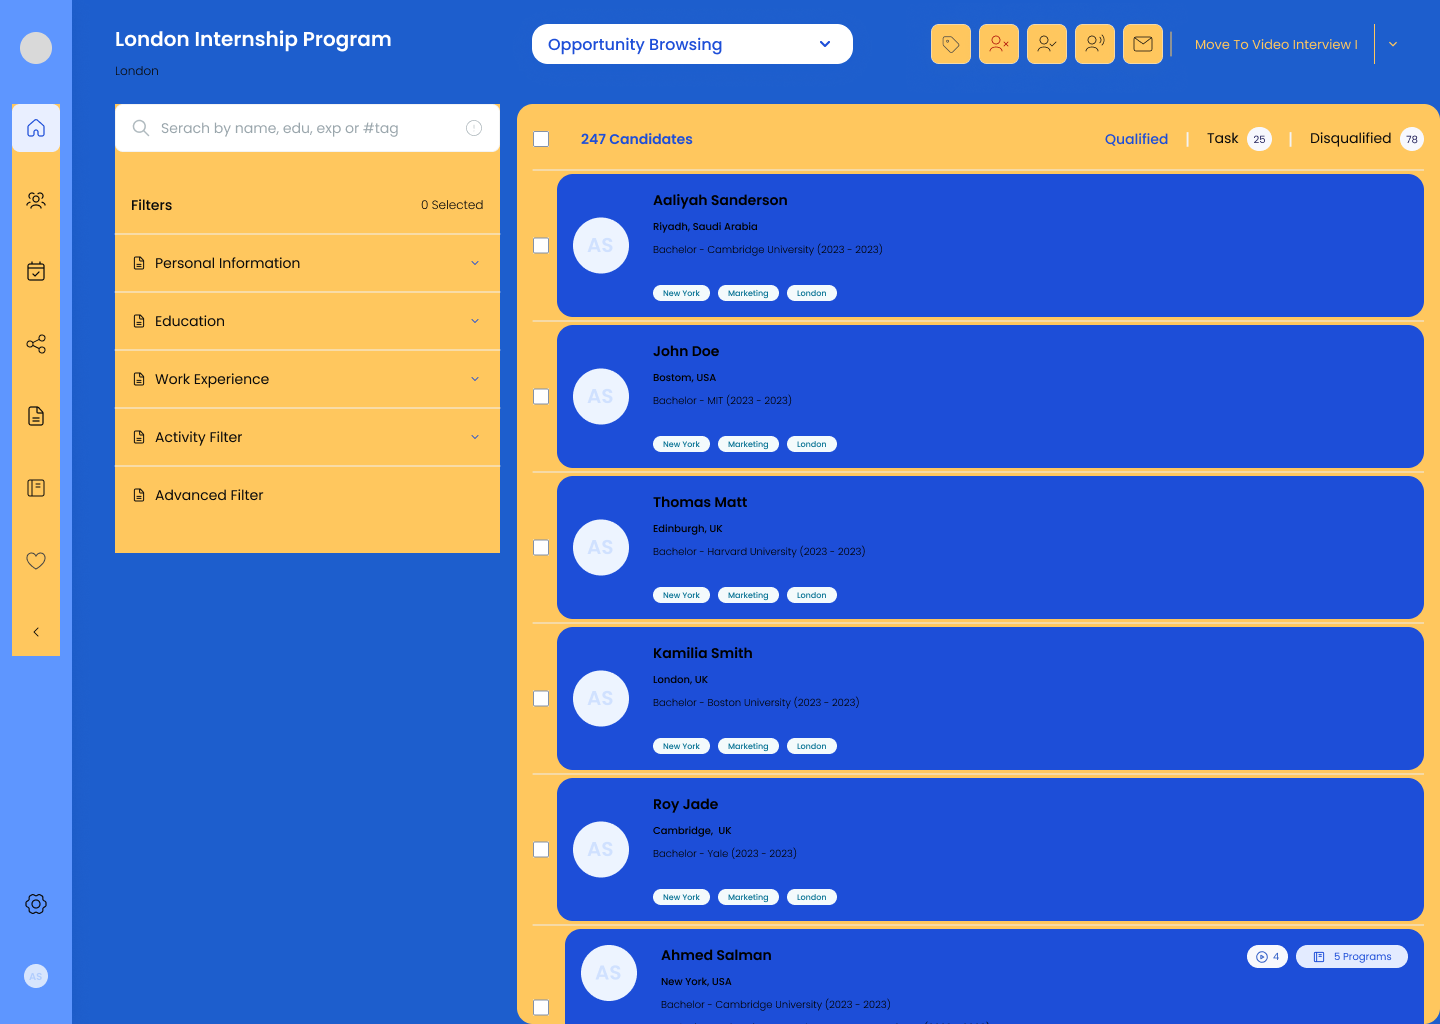 London Internship Program
London
Opportunity Browsing
Move To Video Interview I
Serach by name, edu, exp or #tag
Filters
0 Selected
Personal Information
Education
Work Experience
Activity Filter
Advanced Filter
247 Candidates
Qualified
Task 25
Disqualified 78
AS
Aaliyah Sanderson
Riyadh, Saudi Arabia
Bachelor - Cambridge University (2023 - 2023)
New York Marketing London
AS
John Doe
Bostom, USA
Bachelor - MIT (2023 - 2023)
New York Marketing London
AS
Thomas Matt
Edinburgh, UK
Bachelor - Harvard University (2023 - 2023)
New York Marketing London
AS
Kamilia Smith
London, UK
Bachelor - Boston University (2023 - 2023)
New York Marketing London
AS
Roy Jade
Cambridge, UK
Bachelor - Yale (2023 - 2023)
New York Marketing London
AS
Ahmed Salman
4
5 Programs
New York, USA
Bachelor - Cambridge University (2023 - 2023)
AS